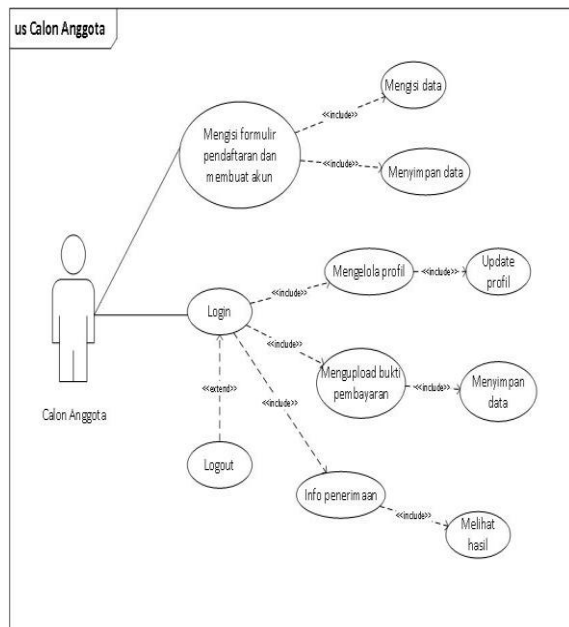 us Calon Anggota
Mengisi data
<<include>>
Mengisi formulir
pendaftaran dan
membuat akun
<<include>>
Menyimpan data
Mengelola profil
<<include>>
Update
profil
<<include>>
Login
<<include>>
Mengupload bukti
pembayaran
<<include>>
Menyimpan
data
<<extend>>
<<include>>
Calon Anggota
Logout
Info penerimaan
<<include>>
Melihat
hasil